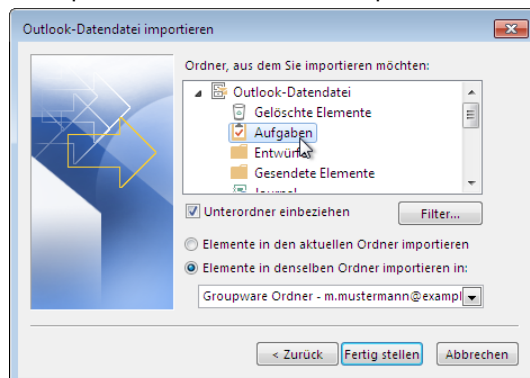 Outlook-Datendatei importieren
Ordner, aus dem Sie importieren möchten:
Outlook-Datendatei
Gelöschte Elemente
Aufgaben
Entwürfe
Gesendete Elemente
Journal
Unterordner einbeziehen
Filter...
Elemente in den aktuellen Ordner importieren
Elemente in denselben Ordner importieren in:
Groupware Ordner - m.mustermann@exampl
< Zurück Fertig stellen Abbrechen